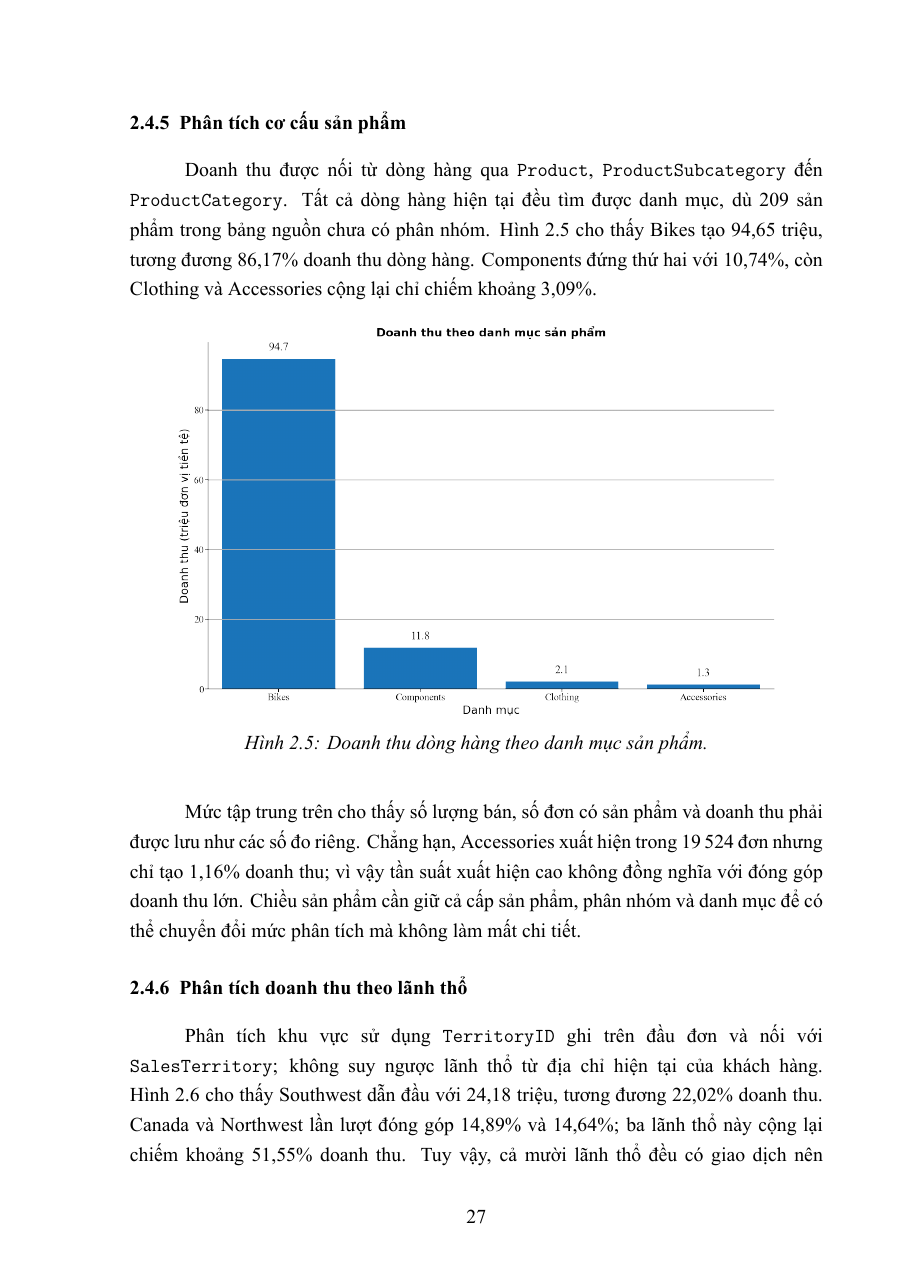 2.4.5 Phân tích cơ cấu sản phẩm
Doanh thu được nối từ dòng hàng qua Product, ProductSubcategory đến
ProductCategory. Tất cả dòng hàng hiện tại đều tìm được danh mục, dù 209 sản
phẩm trong bảng nguồn chưa có phân nhóm. Hình 2.5 cho thấy Bikes tạo 94,65 triệu,
tương đương 86,17% doanh thu dòng hàng. Components đứng thứ hai với 10,74%, còn
Clothing và Accessories cộng lại chỉ chiếm khoảng 3,09%.
Doanh thu theo danh mục sản phẩm
94.7
80
60
40
20
0
Doanh thu (triệu đơn vị tiền tệ)
11.8
2.1
1.3
Bikes
Components
Clothing
Accessories
Danh mục
Hình 2.5: Doanh thu dòng hàng theo danh mục sản phẩm.
Mức tập trung trên cho thấy số lượng bán, số đơn có sản phẩm và doanh thu phải
được lưu như các số đo riêng. Chẳng hạn, Accessories xuất hiện trong 19 524 đơn nhưng
chỉ tạo 1,16% doanh thu; vì vậy tần suất xuất hiện cao không đồng nghĩa với đóng góp
doanh thu lớn. Chiều sản phẩm cần giữ cả cấp sản phẩm, phân nhóm và danh mục để có
thể chuyển đổi mức phân tích mà không làm mất chi tiết.
2.4.6 Phân tích doanh thu theo lãnh thổ
Phân tích khu vực sử dụng TerritoryID ghi trên đầu đơn và nối với
SalesTerritory; không suy ngược lãnh thổ từ địa chỉ hiện tại của khách hàng.
Hình 2.6 cho thấy Southwest dẫn đầu với 24,18 triệu, tương đương 22,02% doanh thu.
Canada và Northwest lần lượt đóng góp 14,89% và 14,64%; ba lãnh thổ này cộng lại
chiếm khoảng 51,55% doanh thu. Tuy vậy, cả mười lãnh thổ đều có giao dịch nên
27